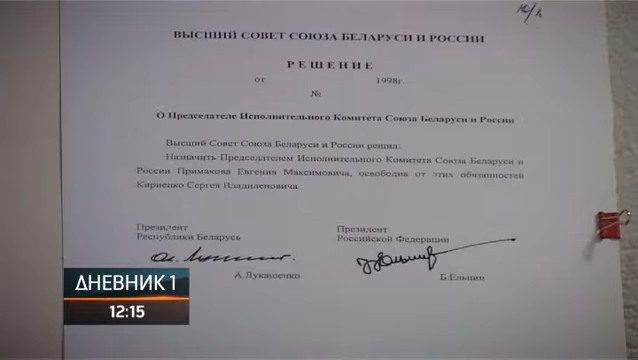 ВЫСШИЙ СОВЕТ СОЮЗА БЕЛАРУСИ И РОССИИ
РЕШЕНИЕ
от 1998г.
№
О Председателе Исполнительного Комитета Союза Беларуси и России
Высший Совет Союза Беларуси и России решил:
Назначить Председателем Исполнительного Комитета Союза Беларуси и
России Примакова Евгения Максимовича, освободив от этих обязанностей
Кириенко Сергея Владиленовича.
Президент
Республики Беларусь
А.Лукашенко
Президент
Российской Федерации
Б.Ельцин
ДНЕВНИК 1
12:15